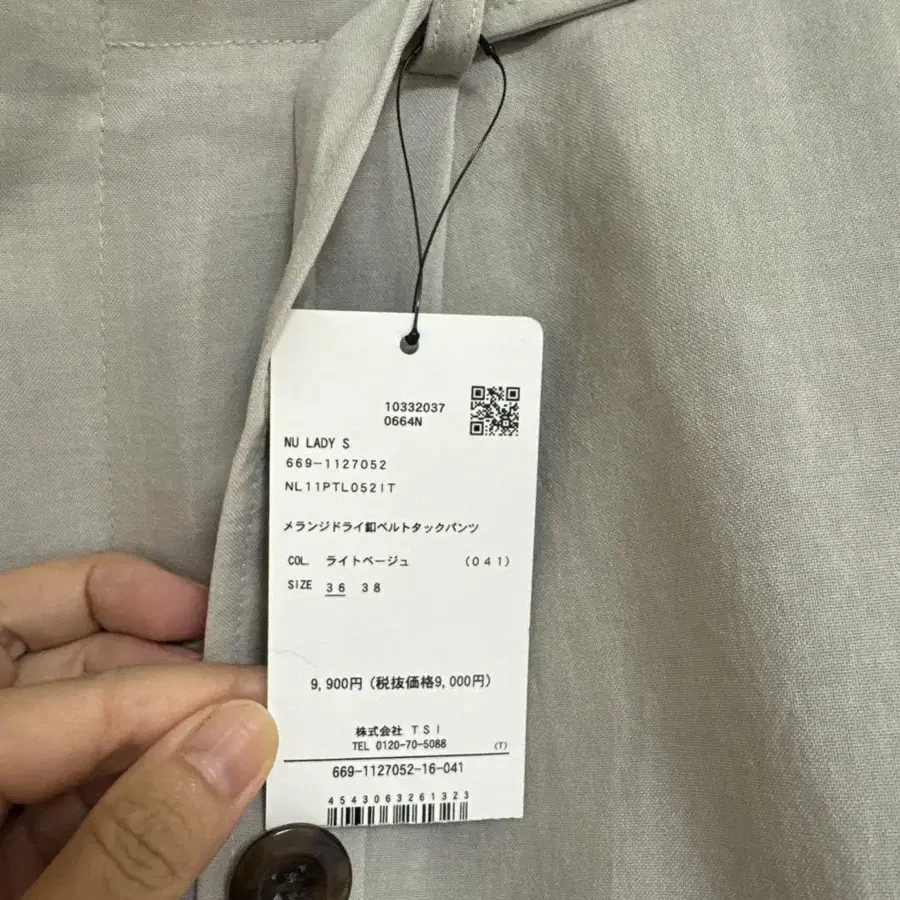 10332037
0664N
NU LADY S
669-1127052
NL11PTL052IT
メランジドライ釦ベルトタックパンツ
COL. ライトベージュ (041)
SIZE 36 38
9,900円(税抜価格9,000円)
株式会社 TSI
TEL 0120-70-5088 (T)
669-1127052-16-041
4543063261323